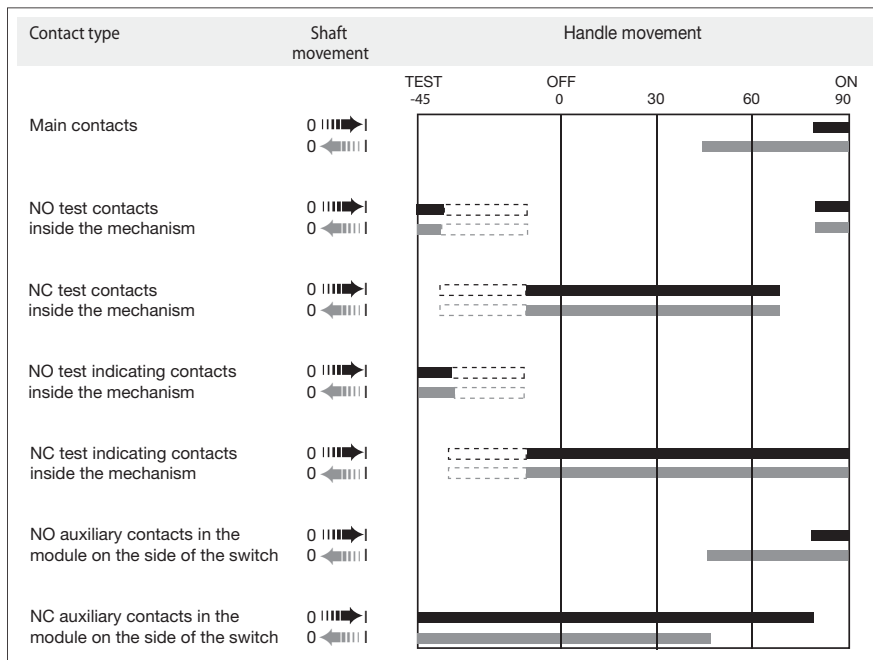 Contact type Shaft movement Handle movement
TEST OFF ON
-45 0 30 60 90
Main contacts 0 I
0 I
NO test contacts 0 I
inside the mechanism 0 I
NC test contacts 0 I
inside the mechanism 0 I
NO test indicating contacts 0 I
inside the mechanism 0 I
NC test indicating contacts 0 I
inside the mechanism 0 I
NO auxiliary contacts in the 0 I
module on the side of the switch 0 I
NC auxiliary contacts in the 0 I
module on the side of the switch 0 I